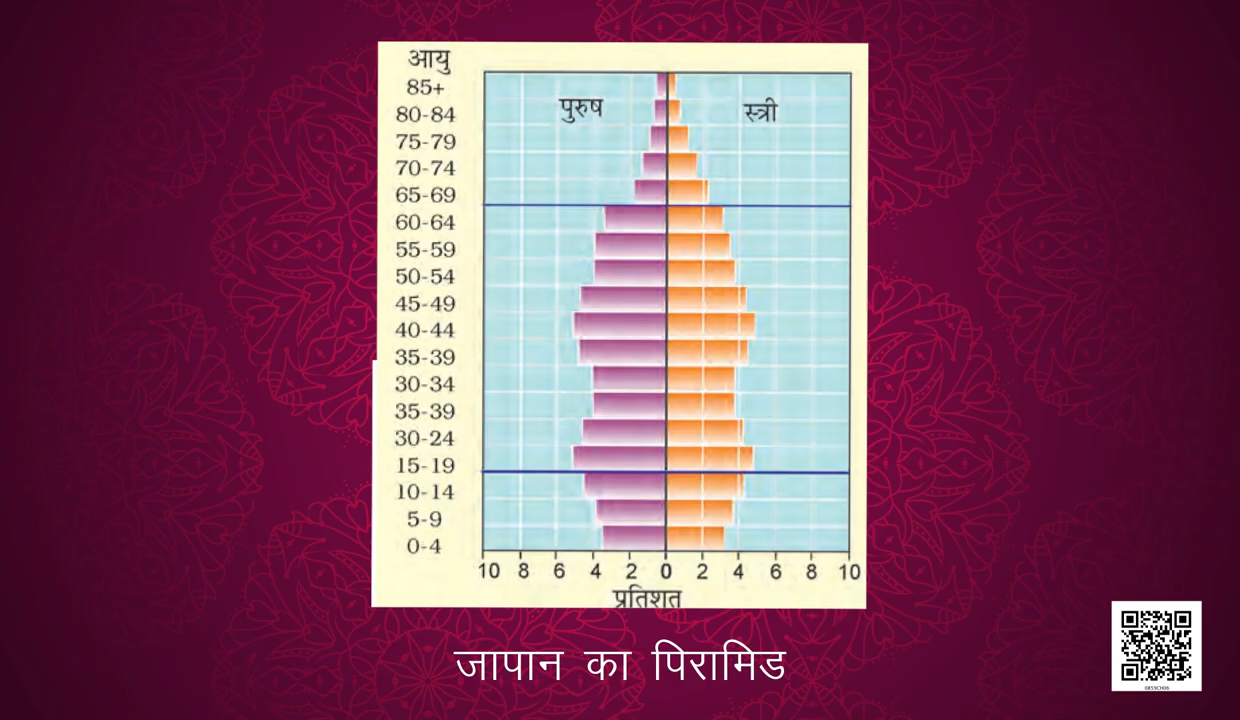 आयु
85+
80-84
पुरुष
स्त्री
75-79
70-74
65-69
60-64
55-59
50-54
45-49
40-44
35-39
30-34
35-39
30-24
15-19
10-14
5-9
0-4
10 8 6 4 2 0 2 4 6 8 10
प्रतिशत
जापान का पिरामिड
0859CH06